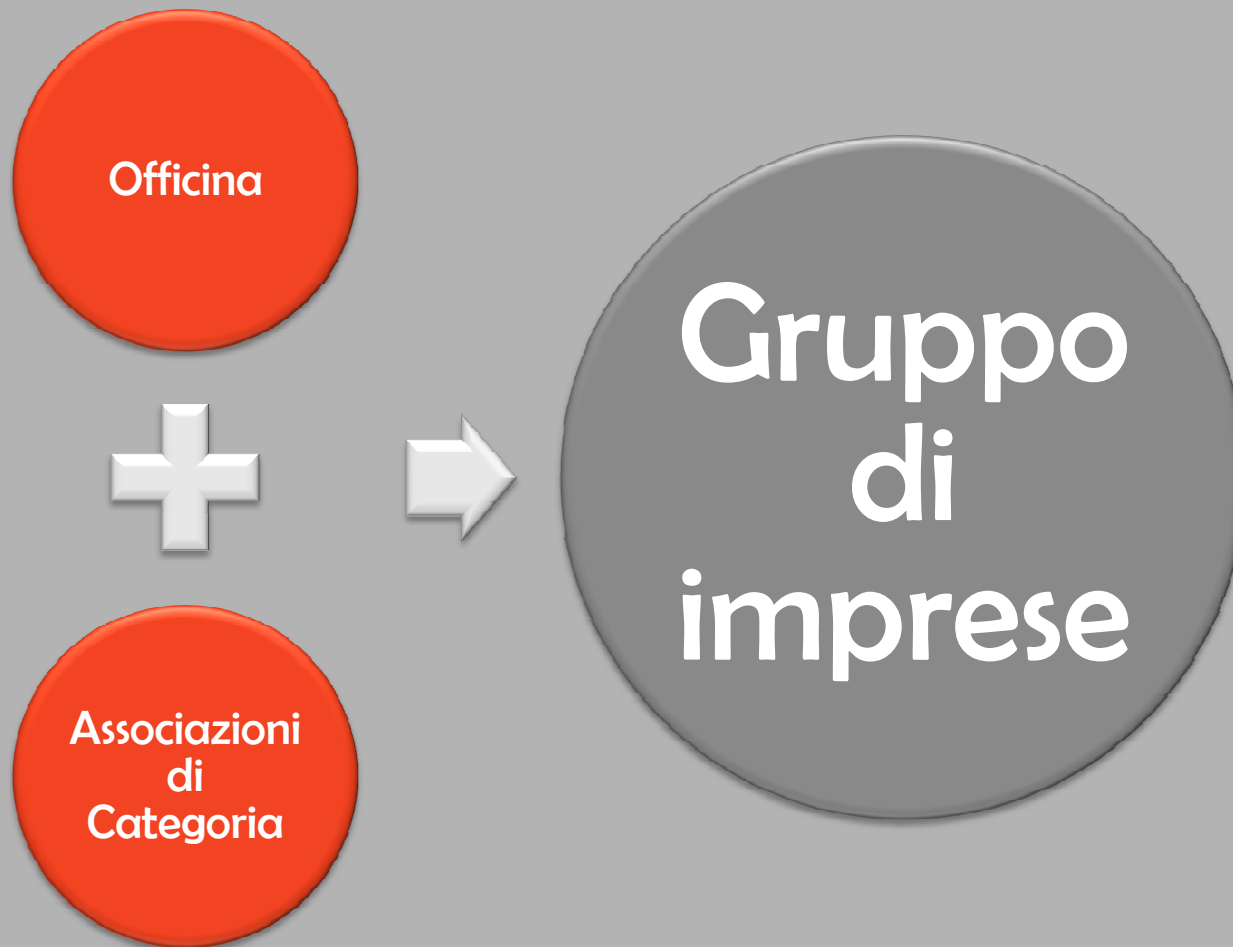 Officina
Associazioni
di
Categoria
Gruppo
di
imprese